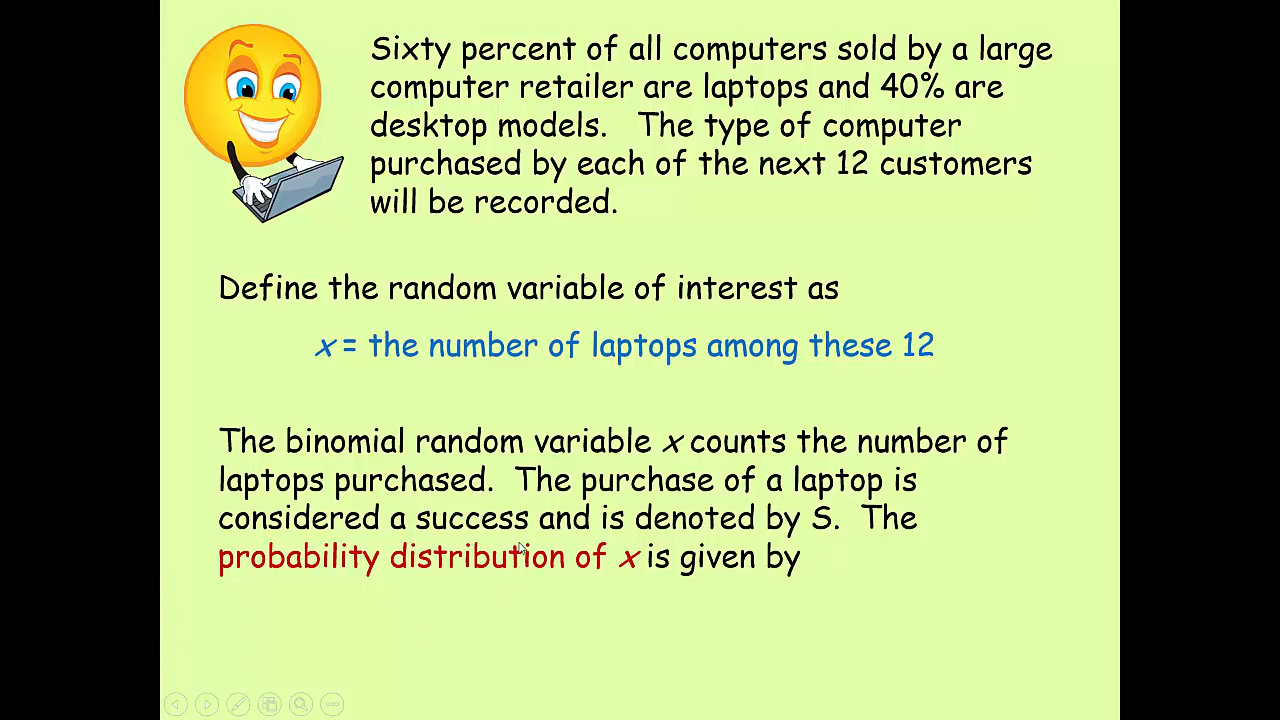 Sixty percent of all computers sold by a large
computer retailer are laptops and 40% are
desktop models. The type of computer
purchased by each of the next 12 customers
will be recorded.
Define the random variable of interest as
x = the number of laptops among these 12
The binomial random variable x counts the number of
laptops purchased. The purchase of a laptop is
considered a success and is denoted by S. The
probability distribution of x is given by